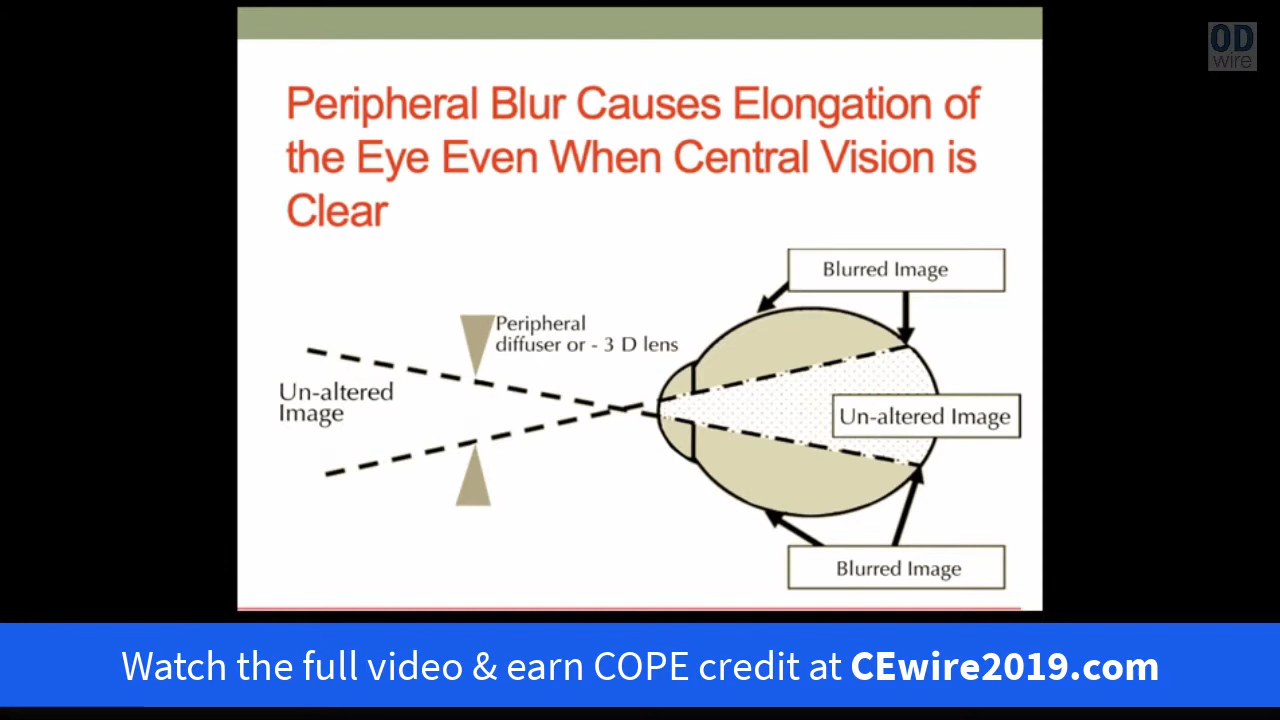 OD
wire
Peripheral Blur Causes Elongation of
the Eye Even When Central Vision is
Clear
Blurred Image
Peripheral
diffuser or - 3 D lens
Un-altered
Image
Un-altered Image
Blurred Image
Watch the full video & earn COPE credit at CEwire2019.com